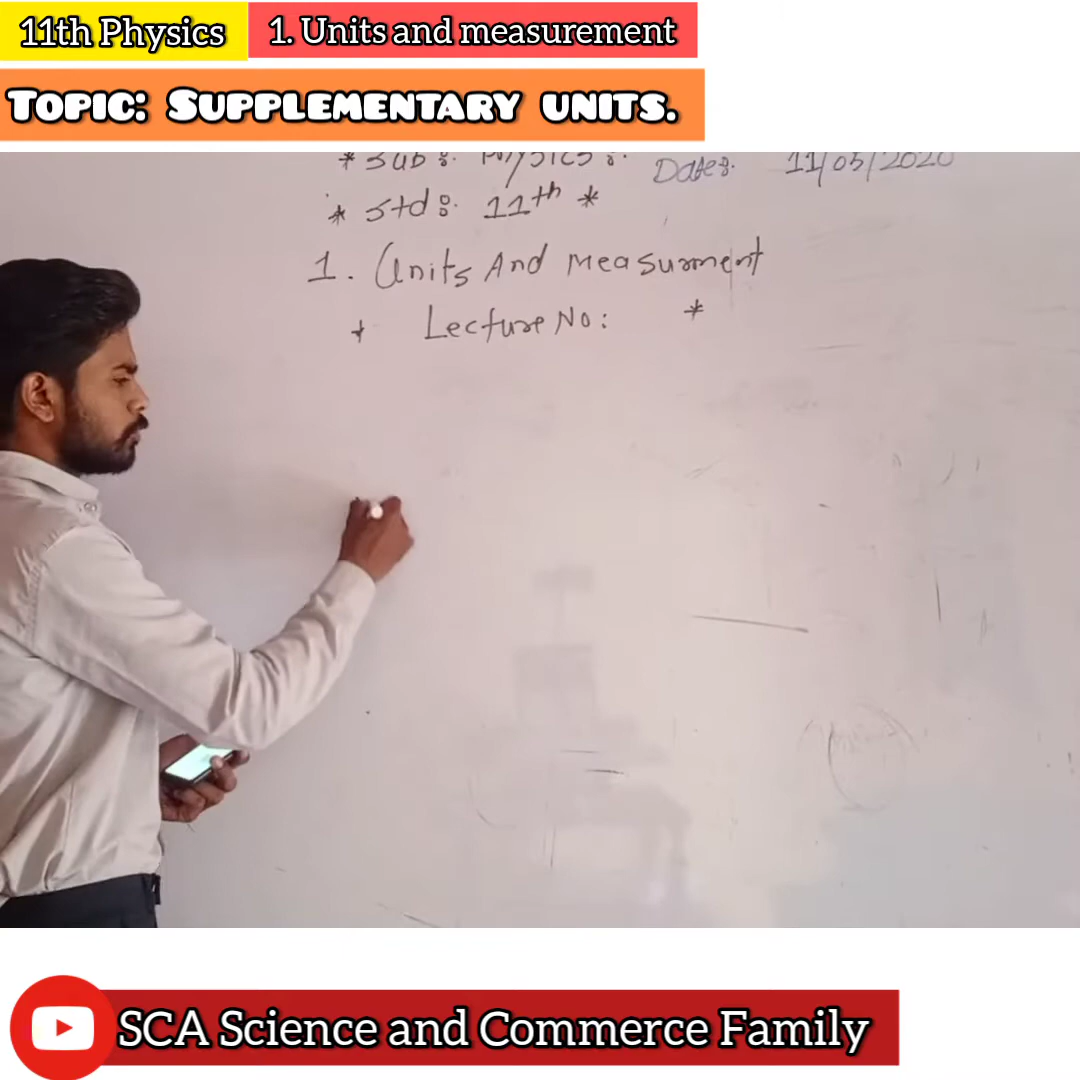 11th Physics
1. Units and measurement
Topic: Supplementary units.
* Sub : Physics :
Date : 11/05/2020
* Std : 11th *
1. Units And Measurment
* Lecture No : *
SCA Science and Commerce Family